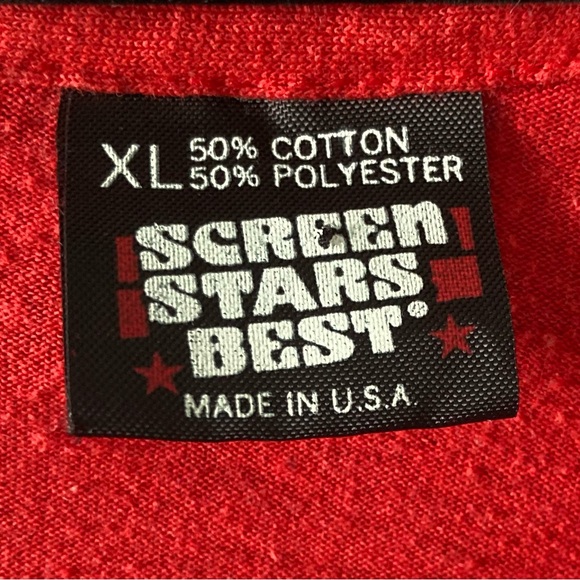 XL 50% COTTON
50% POLYESTER
SCREEN
STARS
BEST®
MADE IN U.S.A